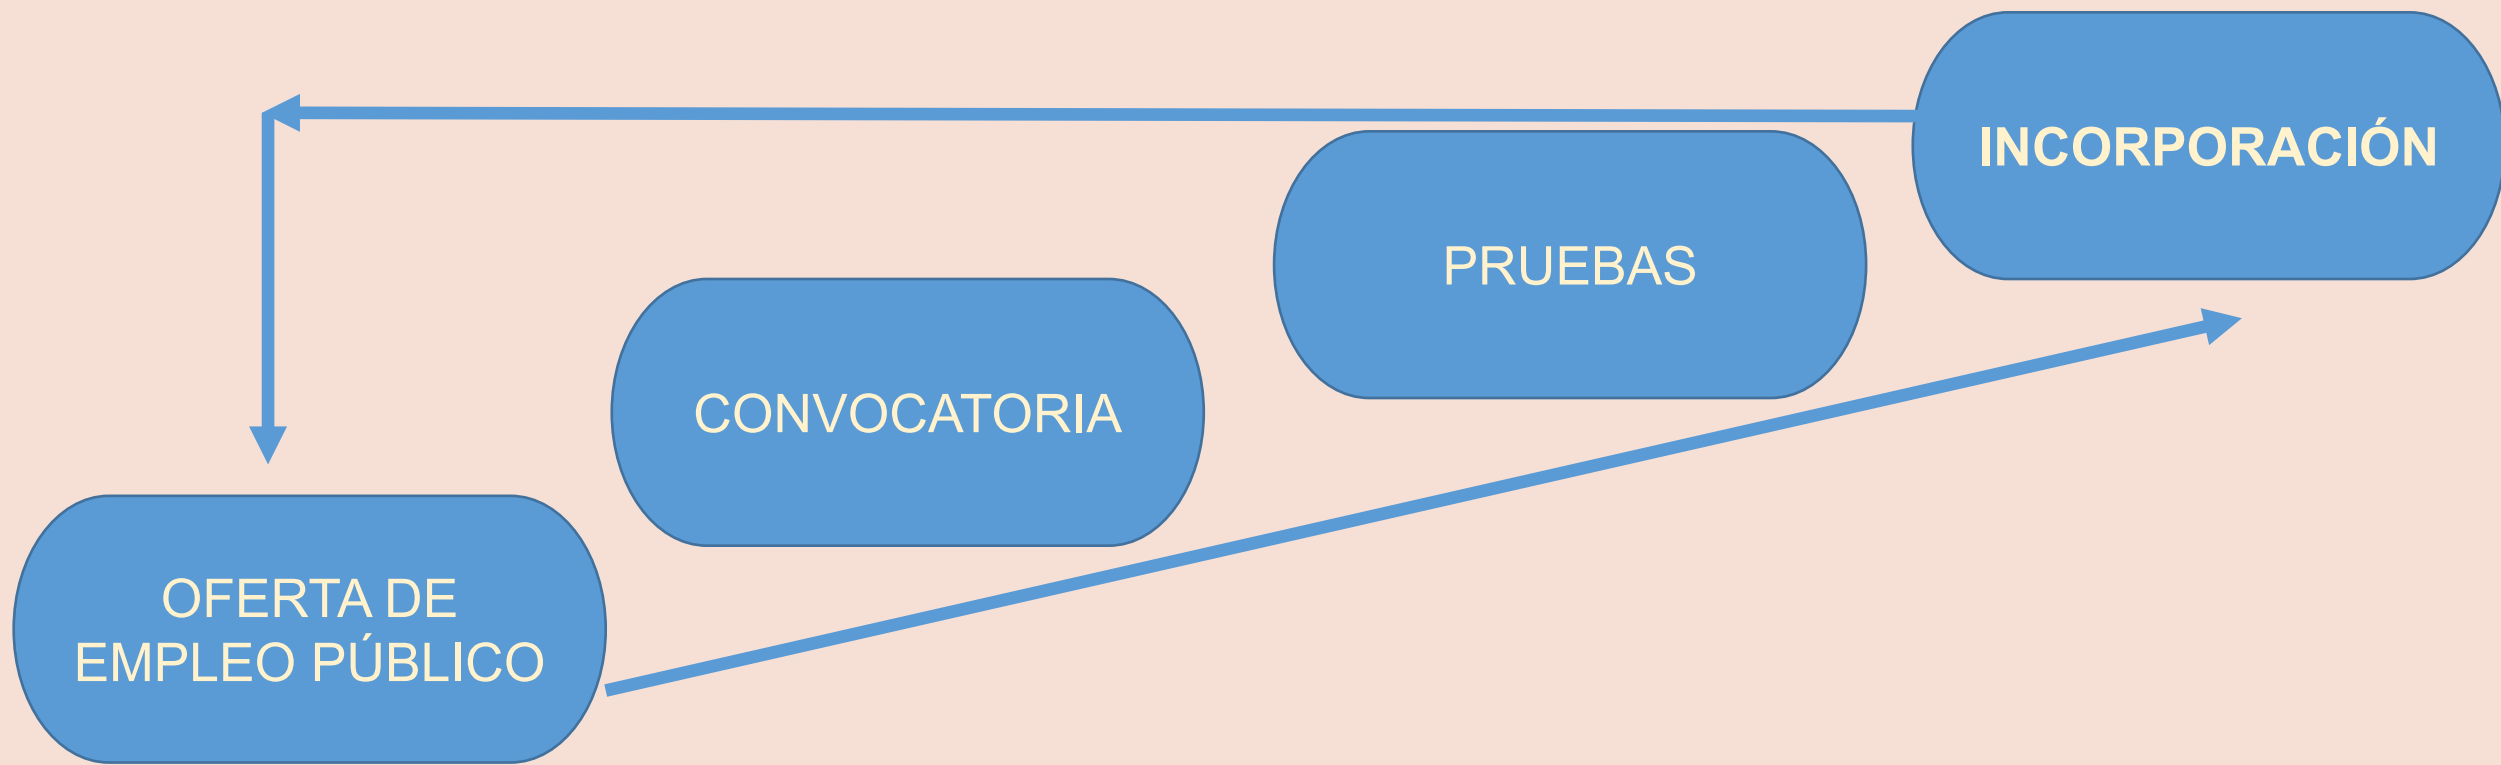 INCORPORACIÓN
PRUEBAS
CONVOCATORIA
OFERTA DE
EMPLEO PÚBLICO